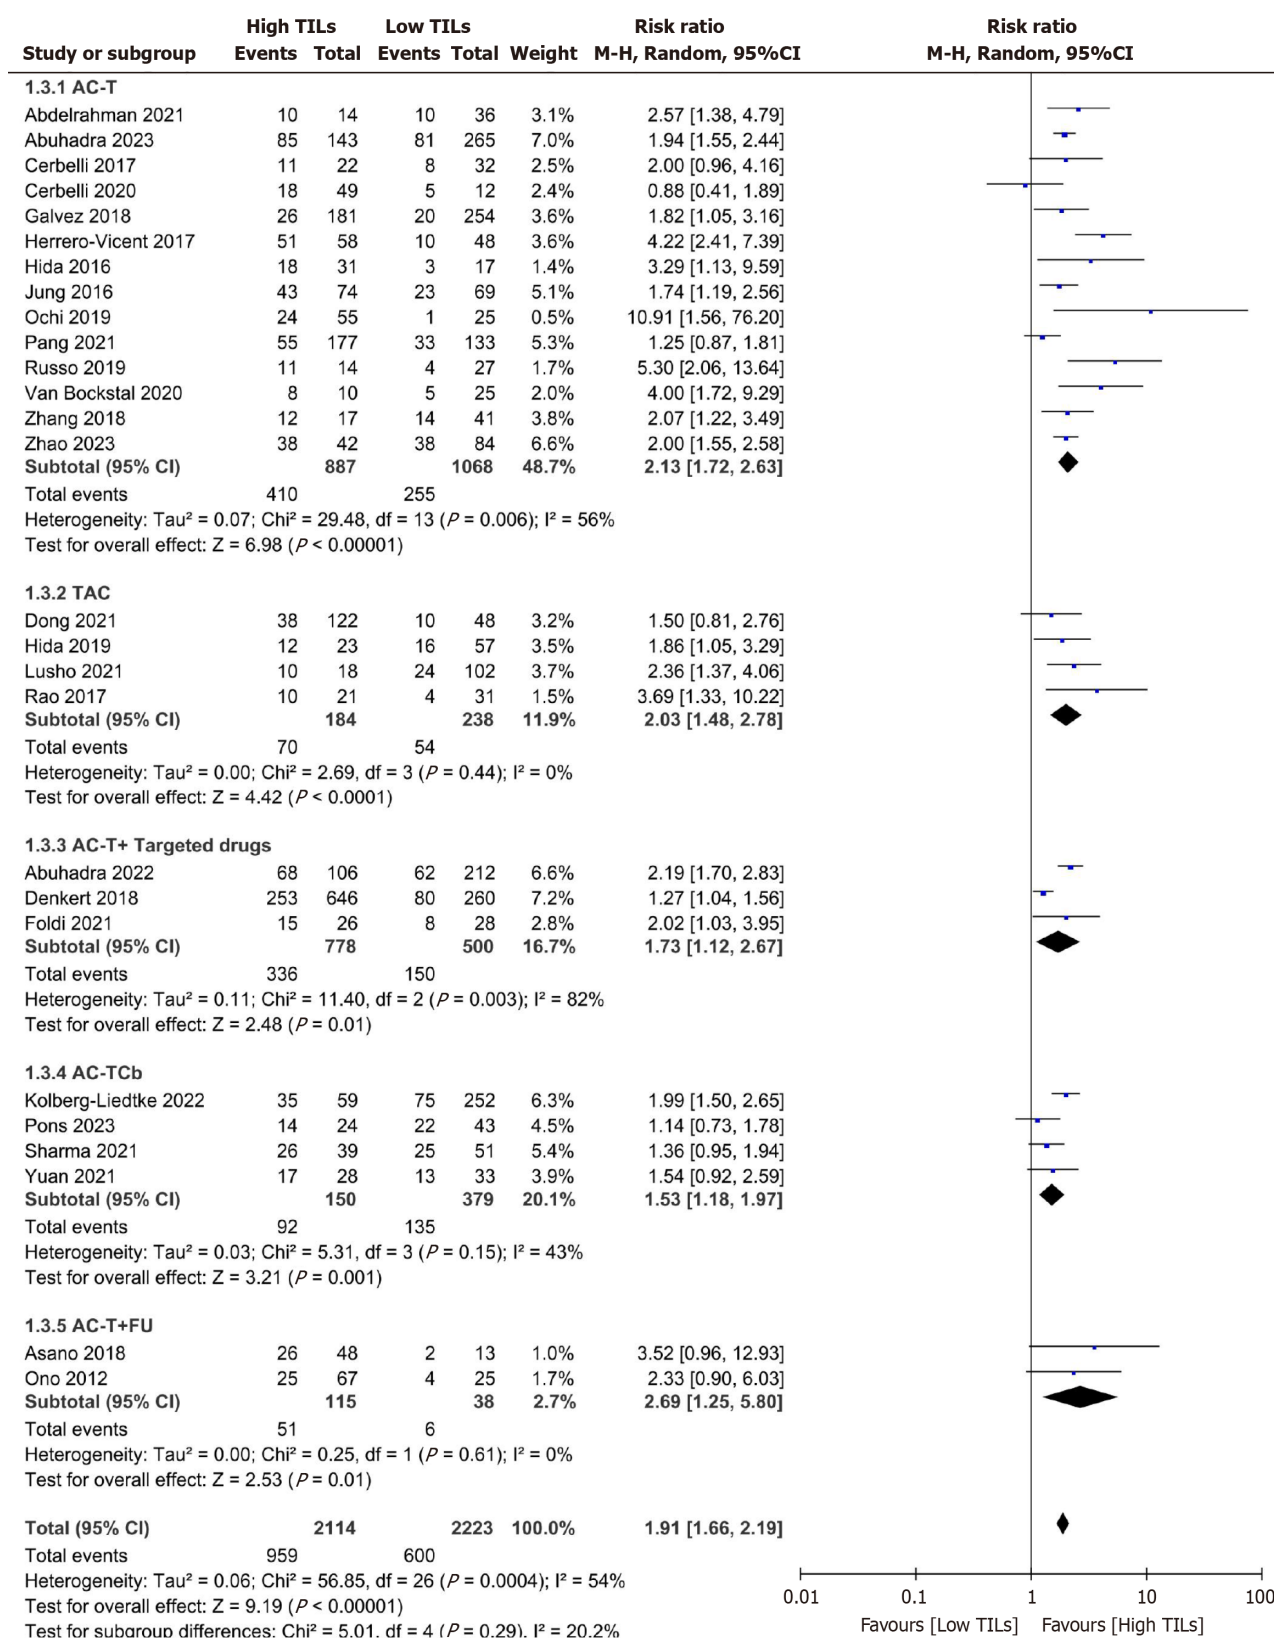 High TILs Low TILs Risk ratio Risk ratio
Study or subgroup Events Total Events Total Weight M-H, Random, 95%CI M-H, Random, 95%CI
1.3.1 AC-T
Abdelrahman 2021 10 14 10 36 3.1% 2.57 [1.38, 4.79]
Abuhadra 2023 85 143 81 265 7.0% 1.94 [1.55, 2.44]
Cerbelli 2017 11 22 8 32 2.5% 2.00 [0.96, 4.16]
Cerbelli 2020 18 49 5 12 2.4% 0.88 [0.41, 1.89]
Galvez 2018 26 181 20 254 3.6% 1.82 [1.05, 3.16]
Herrero-Vicent 2017 51 58 10 48 3.6% 4.22 [2.41, 7.39]
Hida 2016 18 31 3 17 1.4% 3.29 [1.13, 9.59]
Jung 2016 43 74 23 69 5.1% 1.74 [1.19, 2.56]
Ochi 2019 24 55 1 25 0.5% 10.91 [1.56, 76.20]
Pang 2021 55 177 33 133 5.3% 1.25 [0.87, 1.81]
Russo 2019 11 14 4 27 1.7% 5.30 [2.06, 13.64]
Van Bockstal 2020 8 10 5 25 2.0% 4.00 [1.72, 9.29]
Zhang 2018 12 17 14 41 3.8% 2.07 [1.22, 3.49]
Zhao 2023 38 42 38 84 6.6% 2.00 [1.55, 2.58]
Subtotal (95% CI) 887 1068 48.7% 2.13 [1.72, 2.63]
Total events 410 255
Heterogeneity: Tau² = 0.07; Chi² = 29.48, df = 13 (P = 0.006); I² = 56%
Test for overall effect: Z = 6.98 (P < 0.00001)
1.3.2 TAC
Dong 2021 38 122 10 48 3.2% 1.50 [0.81, 2.76]
Hida 2019 12 23 16 57 3.5% 1.86 [1.05, 3.29]
Lusho 2021 10 18 24 102 3.7% 2.36 [1.37, 4.06]
Rao 2017 10 21 4 31 1.5% 3.69 [1.33, 10.22]
Subtotal (95% CI) 184 238 11.9% 2.03 [1.48, 2.78]
Total events 70 54
Heterogeneity: Tau² = 0.00; Chi² = 2.69, df = 3 (P = 0.44); I² = 0%
Test for overall effect: Z = 4.42 (P < 0.0001)
1.3.3 AC-T+ Targeted drugs
Abuhadra 2022 68 106 62 212 6.6% 2.19 [1.70, 2.83]
Denkert 2018 253 646 80 260 7.2% 1.27 [1.04, 1.56]
Foldi 2021 15 26 8 28 2.8% 2.02 [1.03, 3.95]
Subtotal (95% CI) 778 500 16.7% 1.73 [1.12, 2.67]
Total events 336 150
Heterogeneity: Tau² = 0.11; Chi² = 11.40, df = 2 (P = 0.003); I² = 82%
Test for overall effect: Z = 2.48 (P = 0.01)
1.3.4 AC-TCb
Kolberg-Liedtke 2022 35 59 75 252 6.3% 1.99 [1.50, 2.65]
Pons 2023 14 24 22 43 4.5% 1.14 [0.73, 1.78]
Sharma 2021 26 39 25 51 5.4% 1.36 [0.95, 1.94]
Yuan 2021 17 28 13 33 3.9% 1.54 [0.92, 2.59]
Subtotal (95% CI) 150 379 20.1% 1.53 [1.18, 1.97]
Total events 92 135
Heterogeneity: Tau² = 0.03; Chi² = 5.31, df = 3 (P = 0.15); I² = 43%
Test for overall effect: Z = 3.21 (P = 0.001)
1.3.5 AC-T+FU
Asano 2018 26 48 2 13 1.0% 3.52 [0.96, 12.93]
Ono 2012 25 67 4 25 1.7% 2.33 [0.90, 6.03]
Subtotal (95% CI) 115 38 2.7% 2.69 [1.25, 5.80]
Total events 51 6
Heterogeneity: Tau² = 0.00; Chi² = 0.25, df = 1 (P = 0.61); I² = 0%
Test for overall effect: Z = 2.53 (P = 0.01)
Total (95% CI) 2114 2223 100.0% 1.91 [1.66, 2.19]
Total events 959 600
Heterogeneity: Tau² = 0.06; Chi² = 56.85, df = 26 (P = 0.0004); I² = 54%
Test for overall effect: Z = 9.19 (P < 0.00001)
Test for subgroup differences: Chi² = 5.01, df = 4 (P = 0.29), I² = 20.2%
0.01 0.1 1 10 100
Favours [Low TILs] Favours [High TILs]